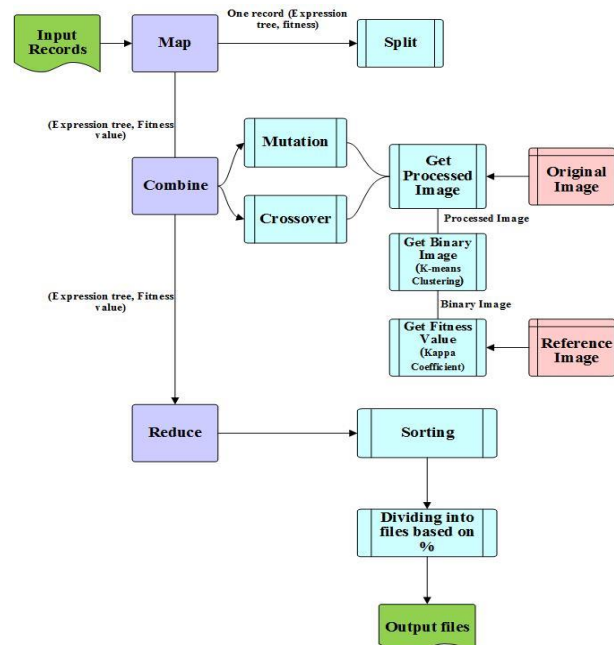 Input
Records
Map
One record (Expression
tree, fitness)
Split
(Expression tree, Fitness
value)
Combine
Mutation
Crossover
Get
Processed
Image
Original
Image
Processed Image
Get Binary
Image
(K-means
Clustering)
Binary Image
Get Fitness
Value
(Kappa
Coefficient)
Reference
Image
(Expression tree, Fitness
value)
Reduce
Sorting
Dividing into
files based on
%
Output files